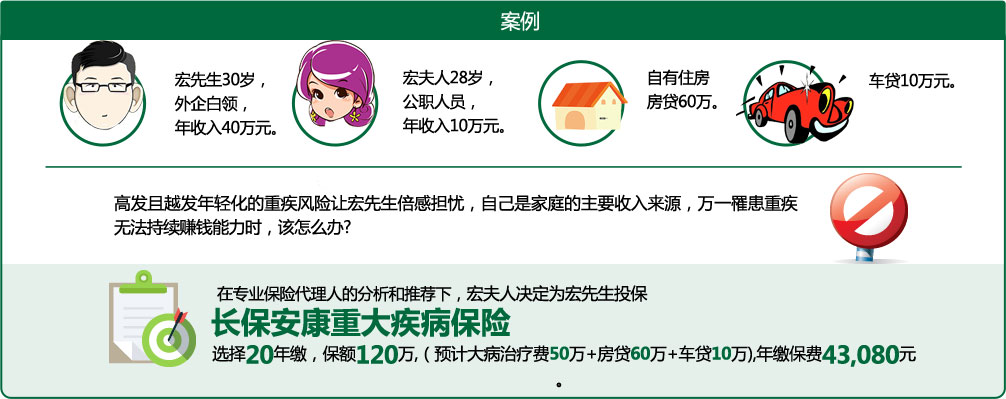 案例
宏先生30岁，
外企白领，
年收入40万元。
宏夫人28岁，
公职人员，
年收入10万元。
自有住房
房贷60万。
车贷10万元。
高发且越发年轻化的重疾风险让宏先生倍感担忧，自己是家庭的主要收入来源，万一罹患重疾
无法持续赚钱能力时，该怎么办?
在专业保险代理人的分析和推荐下，宏夫人决定为宏先生投保
长保安康重大疾病保险
选择20年缴，保额120万,（预计大病治疗费50万+房贷60万+车贷10万),年缴保费43,080元
。